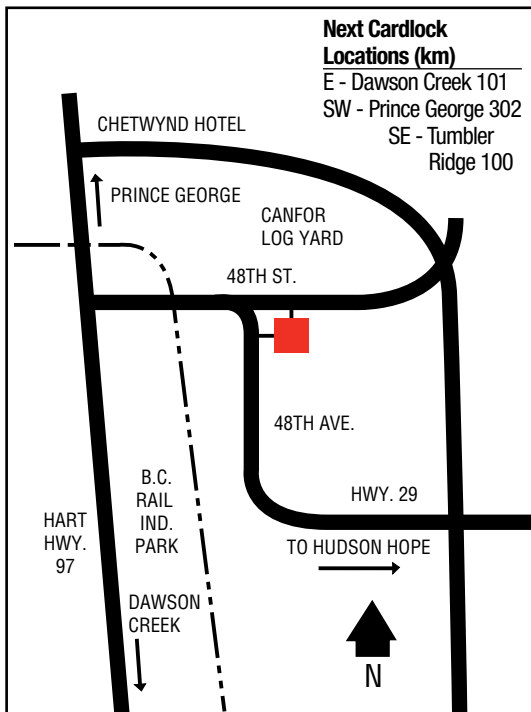 Next Cardlock
Locations (km)
E - Dawson Creek 101
SW - Prince George 302
SE - Tumbler
Ridge 100
CHETWYND HOTEL
PRINCE GEORGE
CANFOR
LOG YARD
48TH ST.
48TH AVE.
B.C.
RAIL
IND.
PARK
HWY. 29
HART
HWY.
97
TO HUDSON HOPE
DAWSON
CREEK
N